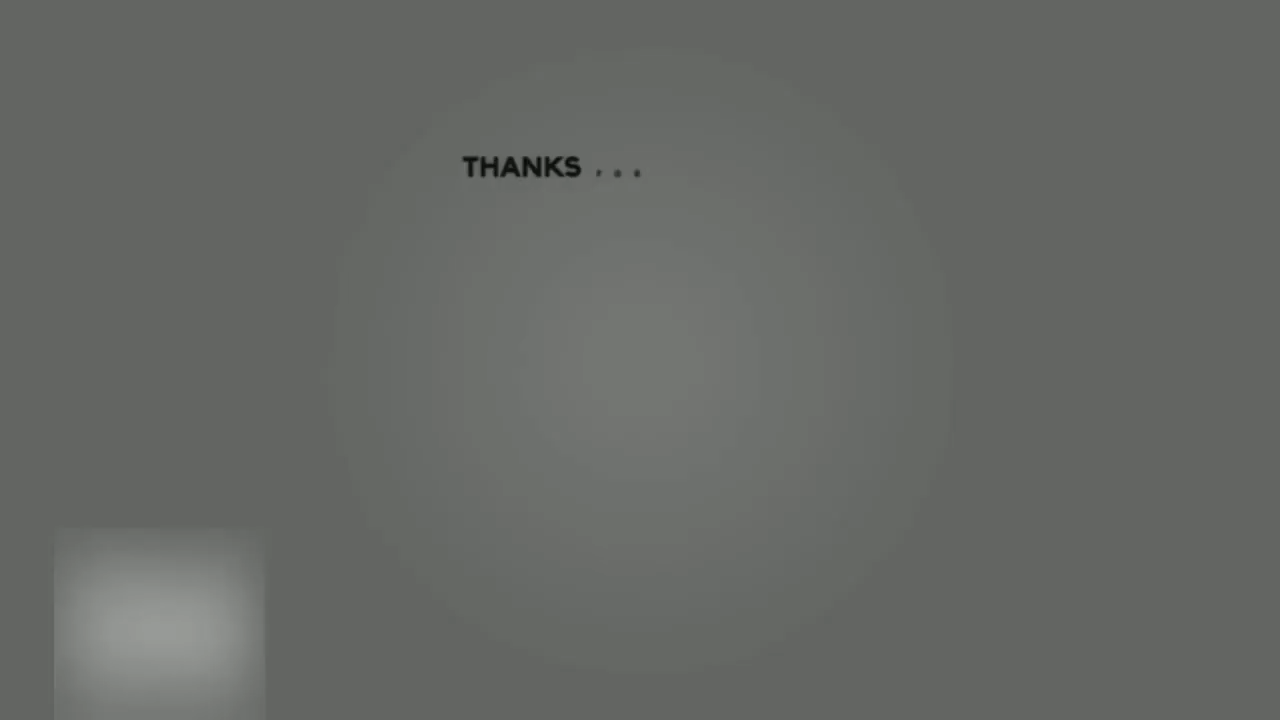 THANKS . . .